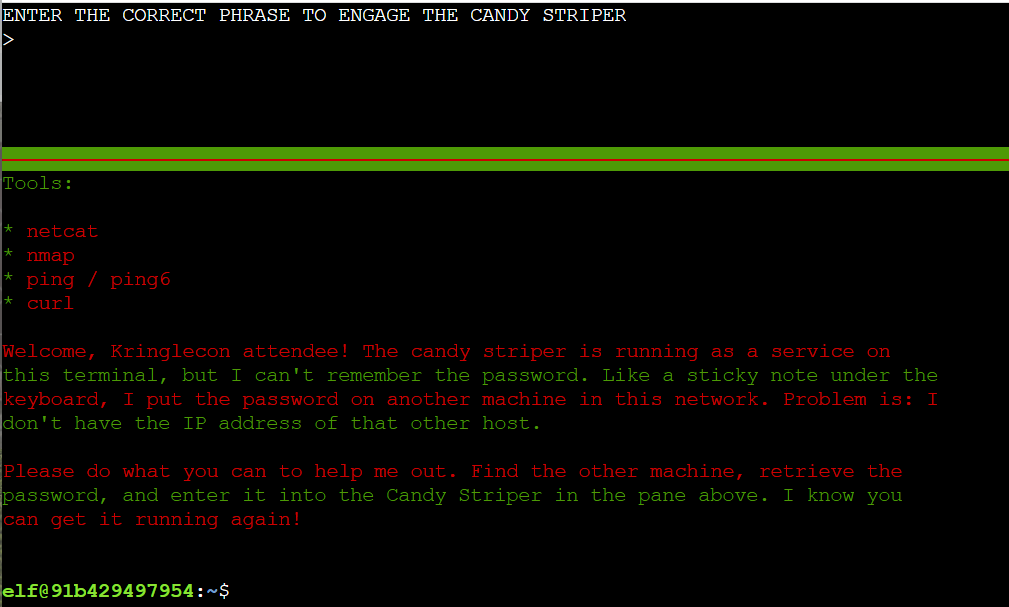 ENTER THE CORRECT PHRASE TO ENGAGE THE CANDY STRIPER
>
Tools:
* netcat
* nmap
* ping / ping6
* curl
Welcome, Kringlecon attendee! The candy striper is running as a service on
this terminal, but I can't remember the password. Like a sticky note under the
keyboard, I put the password on another machine in this network. Problem is: I
don't have the IP address of that other host.
Please do what you can to help me out. Find the other machine, retrieve the
password, and enter it into the Candy Striper in the pane above. I know you
can get it running again!
elf@91b429497954:~$